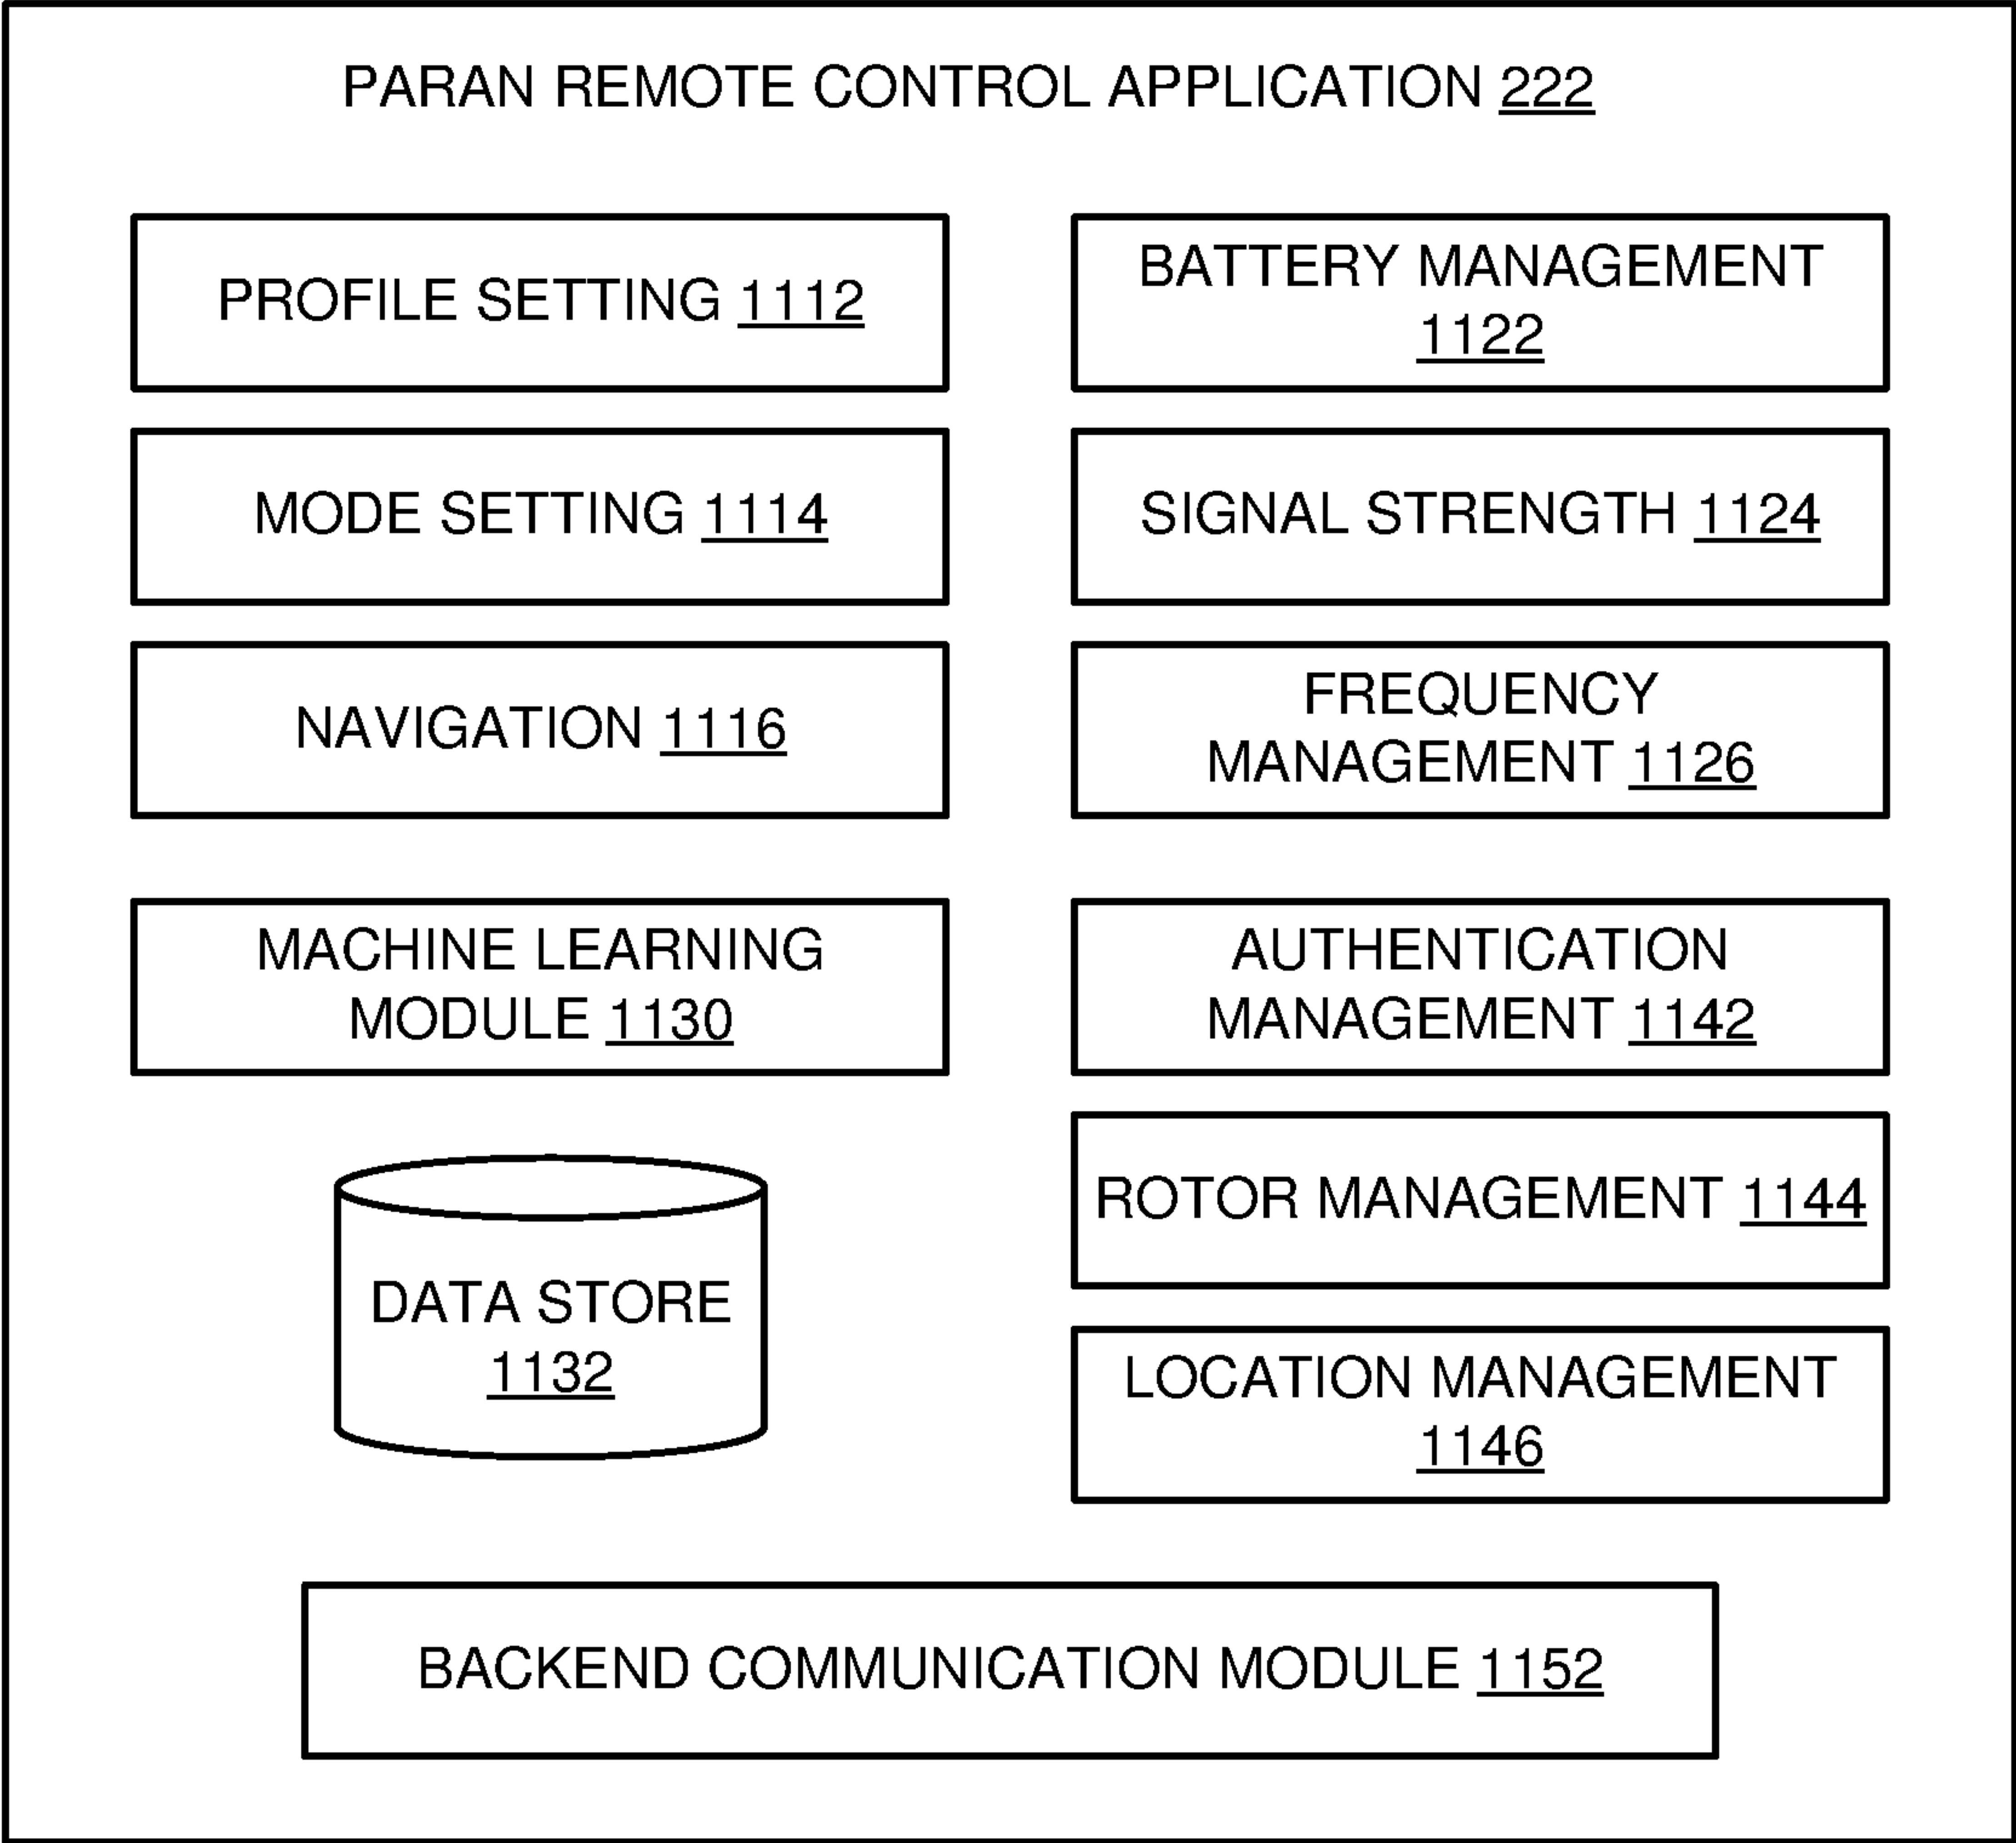 PARAN REMOTE CONTROL APPLICATION 222
PROFILE SETTING 1112
BATTERY MANAGEMENT
1122
MODE SETTING 1114
SIGNAL STRENGTH 1124
NAVIGATION 1116
FREQUENCY
MANAGEMENT 1126
MACHINE LEARNING
MODULE 1130
AUTHENTICATION
MANAGEMENT 1142
DATA STORE
1132
ROTOR MANAGEMENT 1144
LOCATION MANAGEMENT
1146
BACKEND COMMUNICATION MODULE 1152